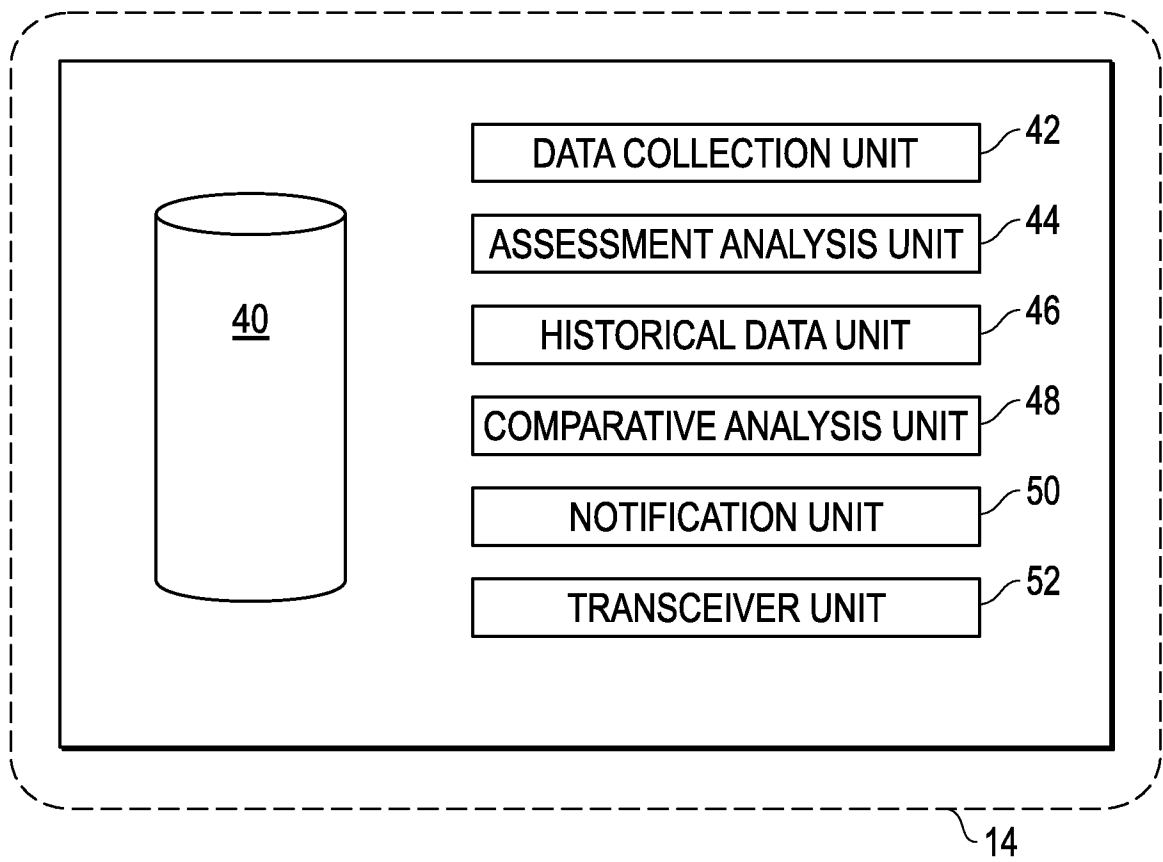 DATA COLLECTION UNIT 42
ASSESSMENT ANALYSIS UNIT 44
40
HISTORICAL DATA UNIT 46
COMPARATIVE ANALYSIS UNIT 48
NOTIFICATION UNIT 50
TRANSCEIVER UNIT 52
14